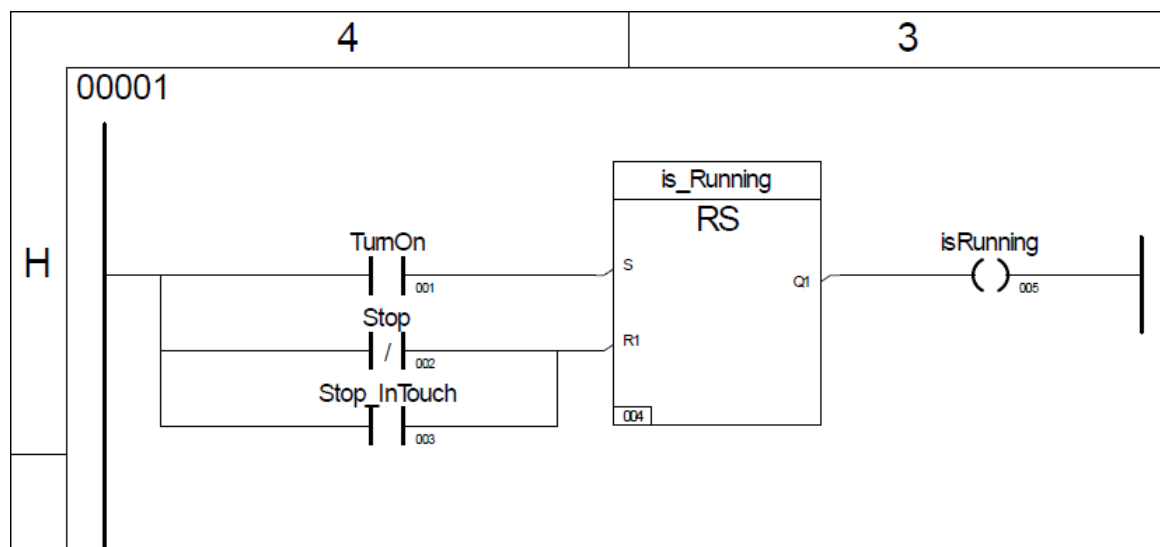 4 3
00001
H
is_Running
RS
TurnOn
001
S
Q1
isRunning
005
Stop
002
R1
Stop_InTouch
003
004